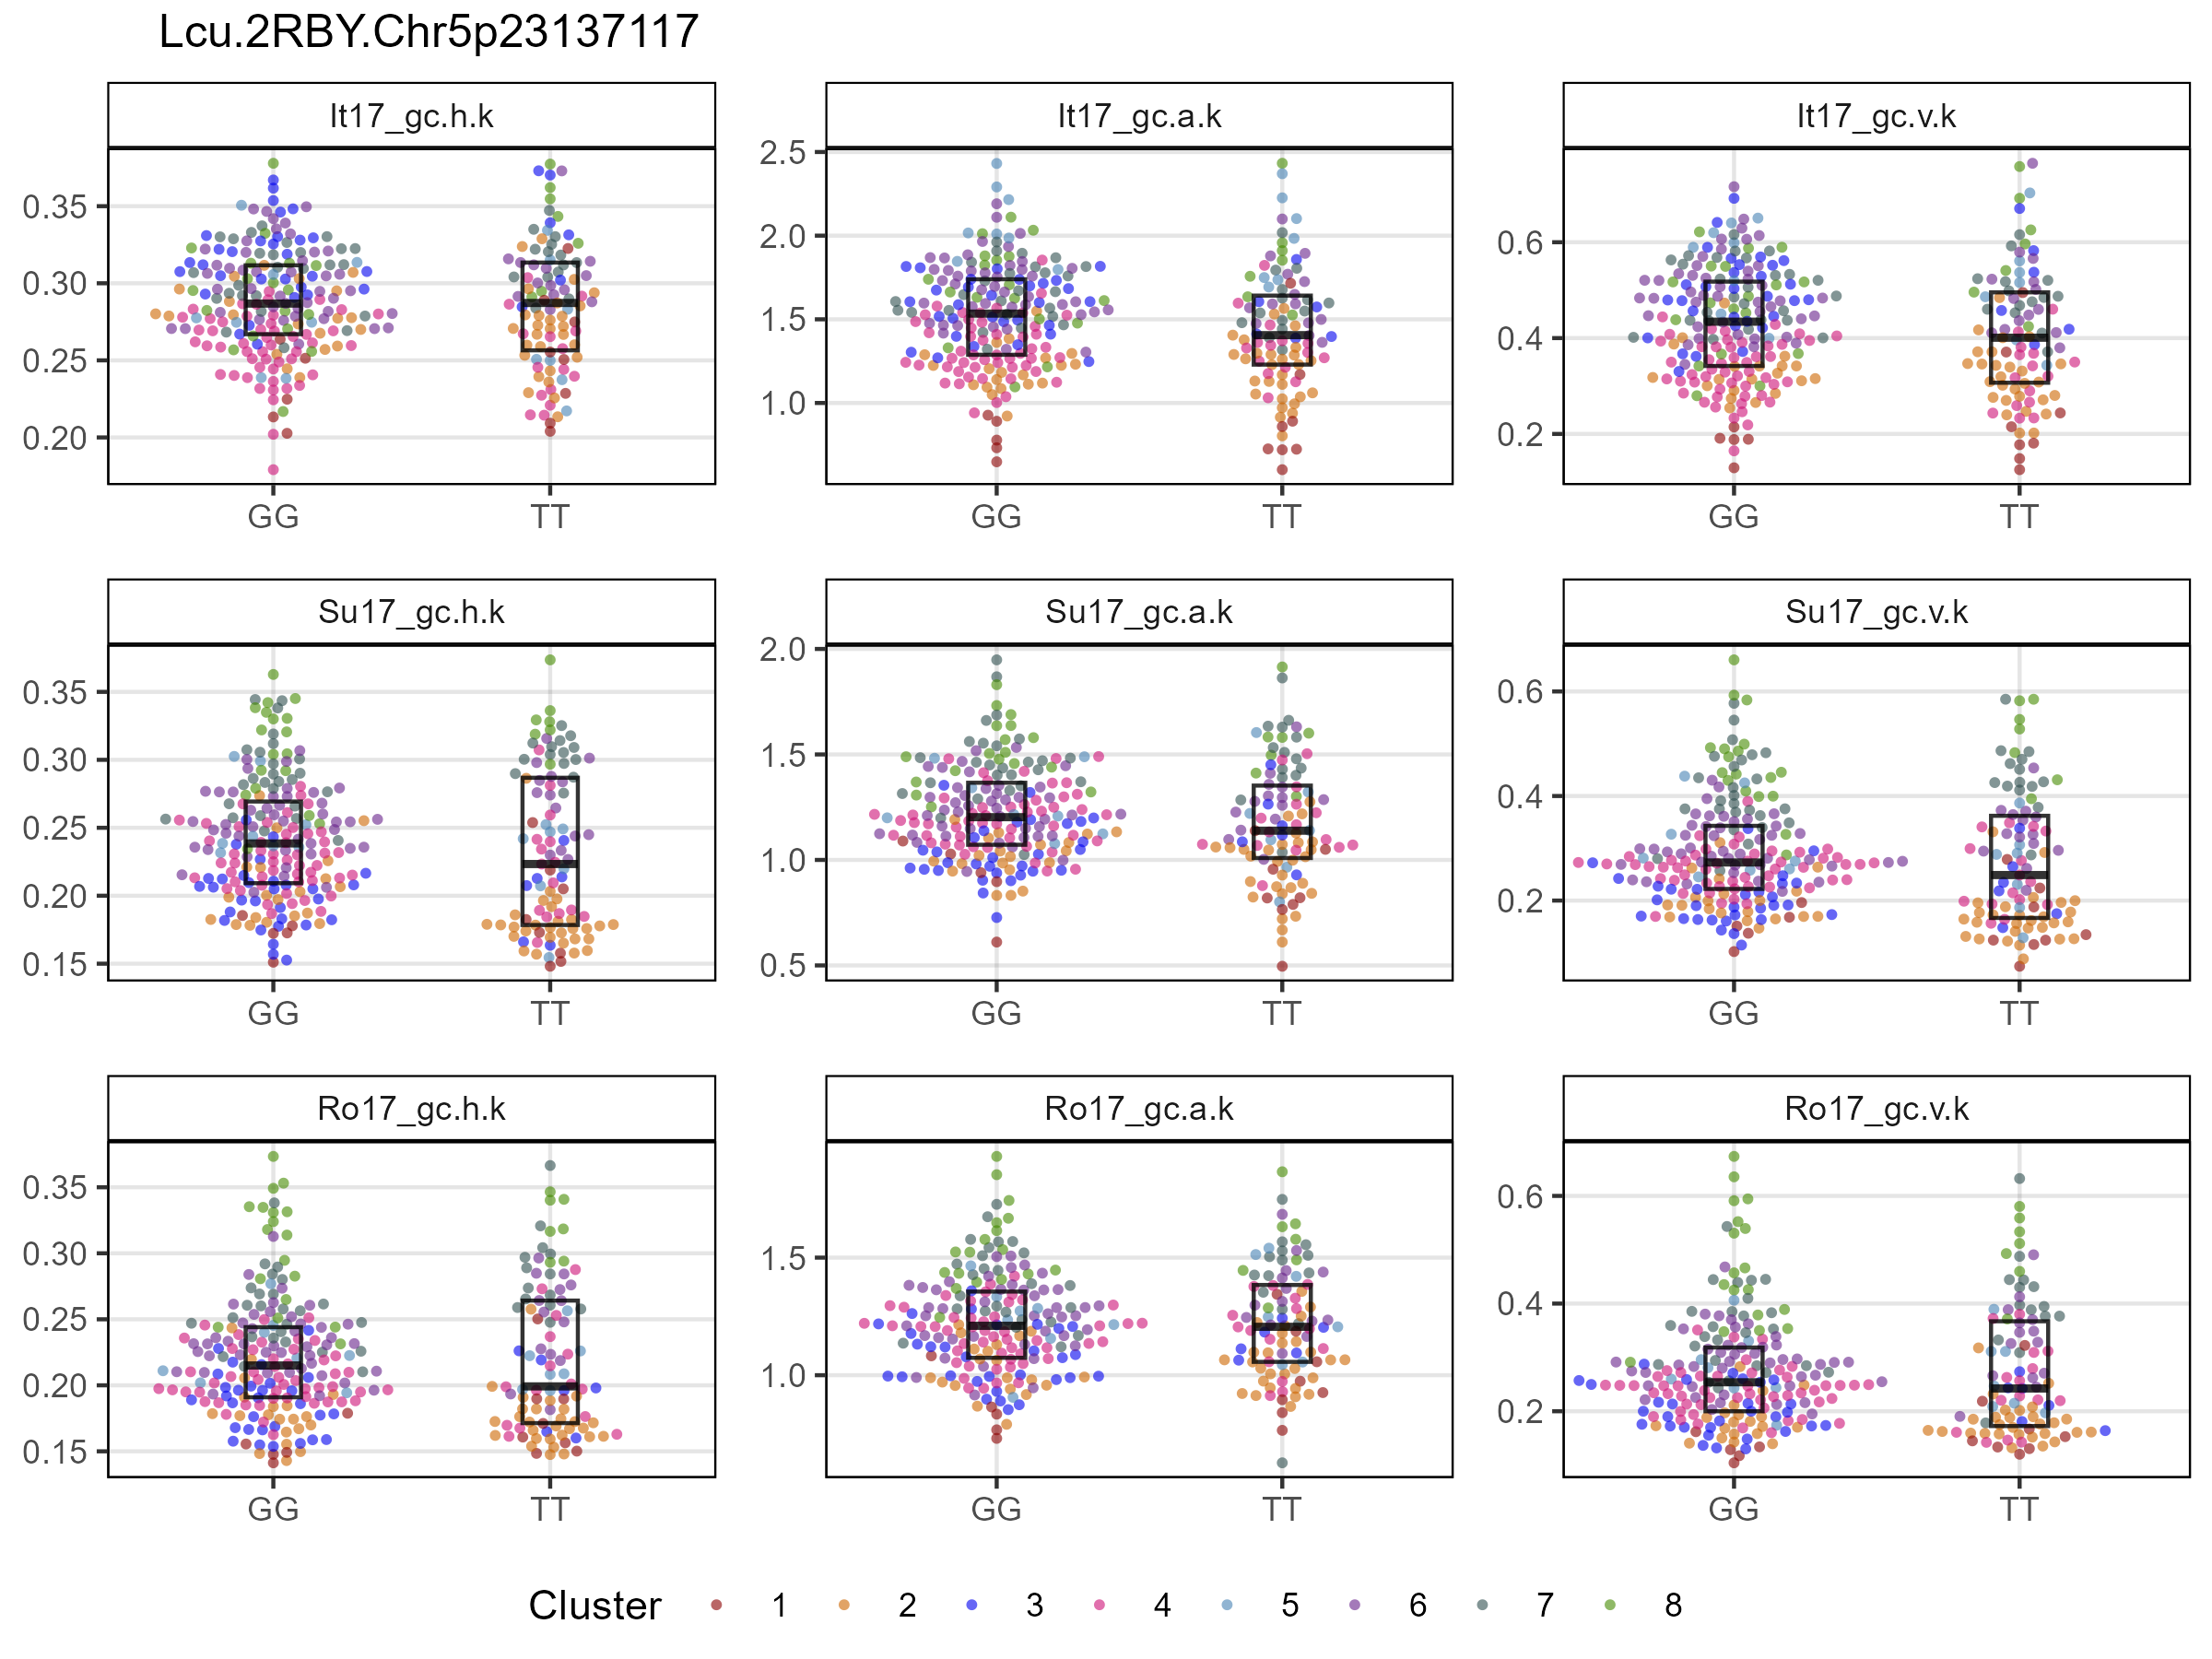 Lcu.2RBY.Chr5p23137117
It17_gc.h.k
It17_gc.a.k
It17_gc.v.k
0.35
0.30
0.25
0.20
2.5
2.0
1.5
1.0
0.6
0.4
0.2
GG
TT
GG
TT
GG
TT
Su17_gc.h.k
Su17_gc.a.k
Su17_gc.v.k
0.35
0.30
0.25
0.20
0.15
2.0
1.5
1.0
0.5
0.6
0.4
0.2
GG
TT
GG
TT
GG
TT
Ro17_gc.h.k
Ro17_gc.a.k
Ro17_gc.v.k
0.35
0.30
0.25
0.20
0.15
1.5
1.0
0.6
0.4
0.2
GG
TT
GG
TT
GG
TT
Cluster 1 2 3 4 5 6 7 8